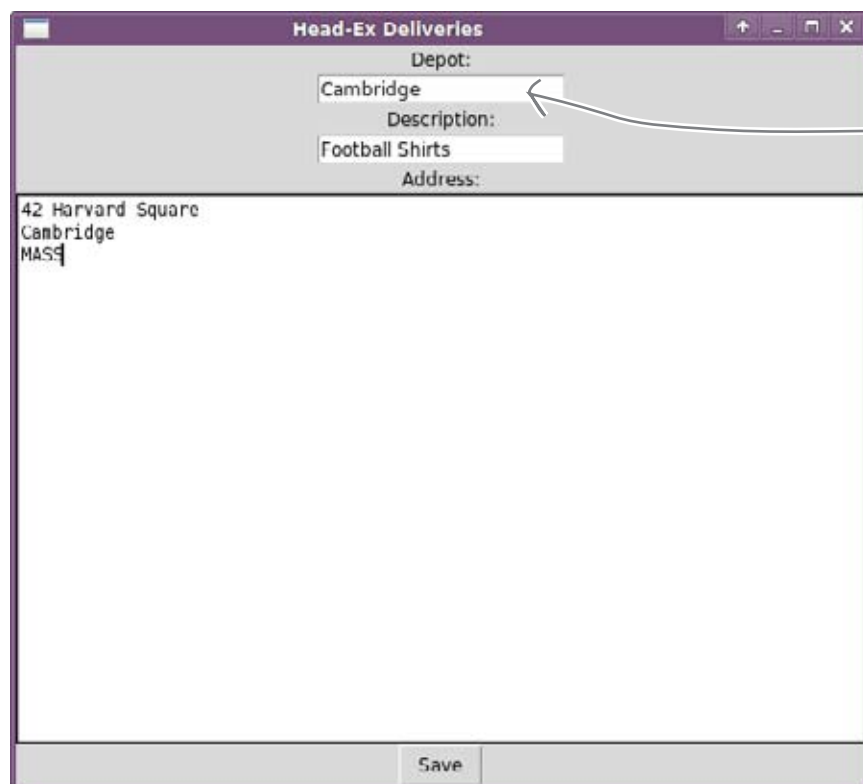 Head-Ex Deliveries
Depot:
Cambridge
Description:
Football Shirts
Address:
42 Harvard Square
Cambridge
MASS
Save